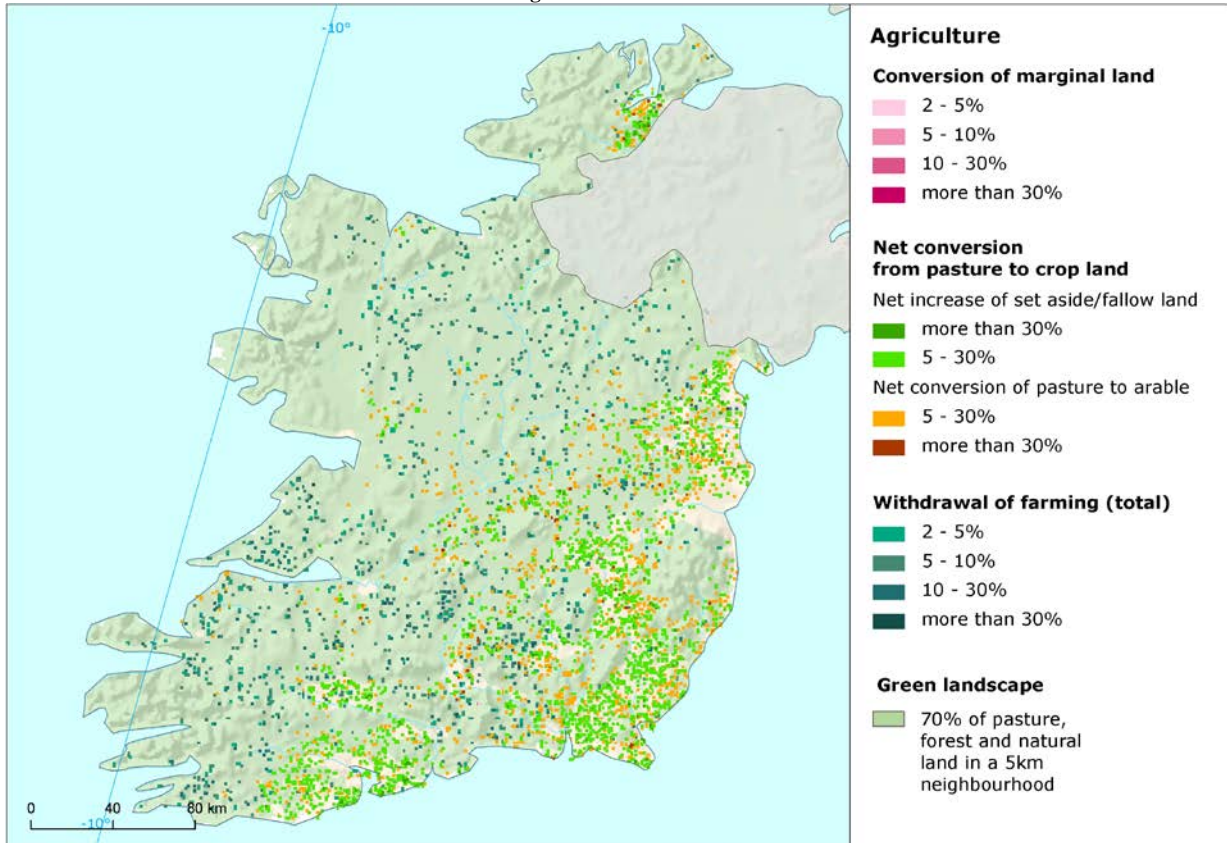 -10°
Agriculture
Conversion of marginal land
2 - 5%
5 - 10%
10 - 30%
more than 30%
Net conversion
from pasture to crop land
Net increase of set aside/fallow land
more than 30%
5 - 30%
Net conversion of pasture to arable
5 - 30%
more than 30%
Withdrawal of farming (total)
2 - 5%
5 - 10%
10 - 30%
more than 30%
Green landscape
70% of pasture,
forest and natural
land in a 5km
neighbourhood
0 40 80 km
-10°